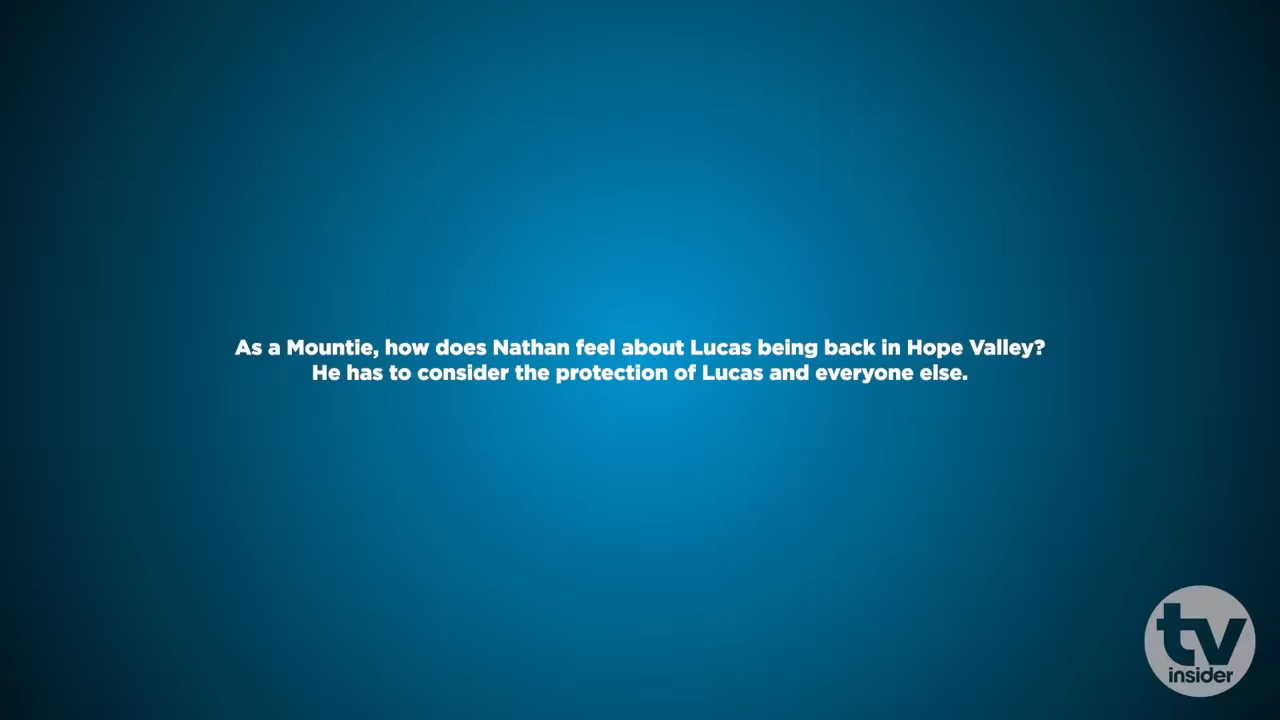 As a Mountie, how does Nathan feel about Lucas being back in Hope Valley?
He has to consider the protection of Lucas and everyone else.
tv
insider